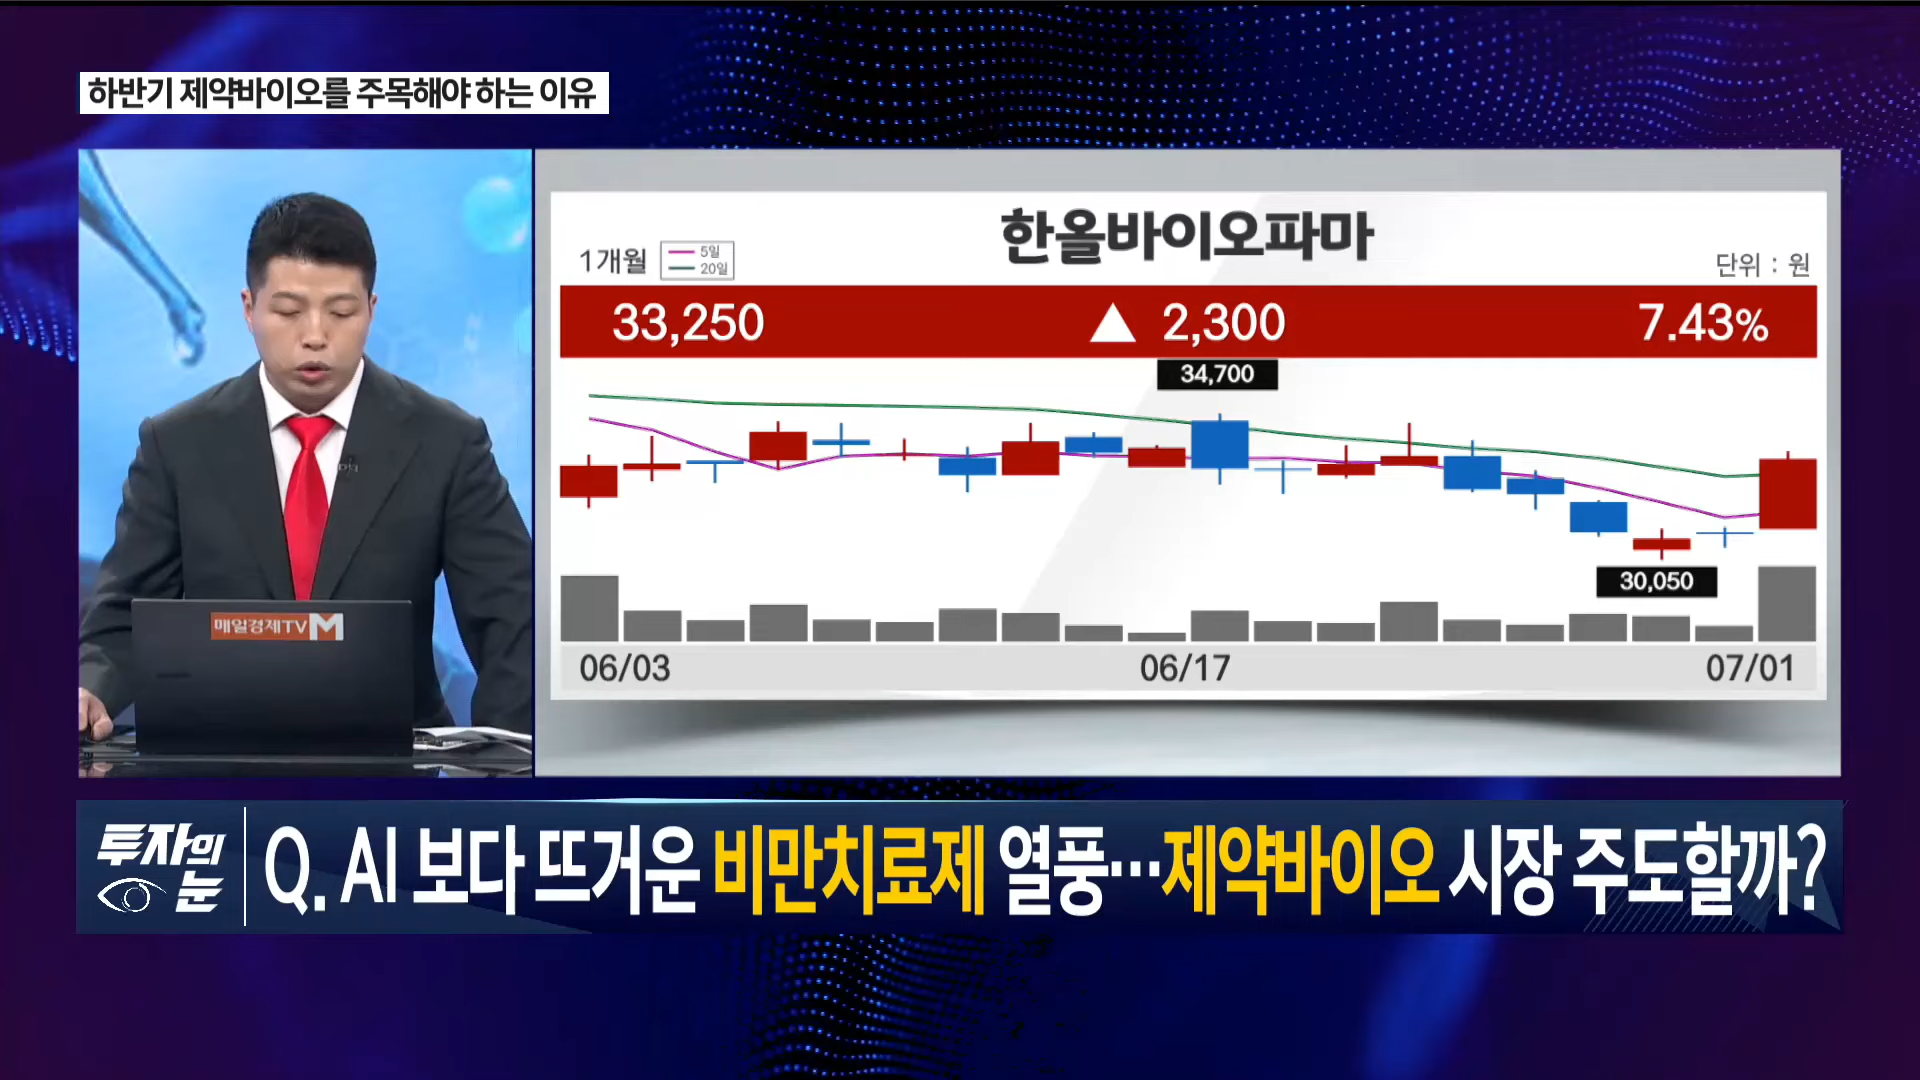 하반기 제약바이오를 주목해야 하는 이유
한올바이오파마
1개월
5일
20일
단위 : 원
33,250 ▲ 2,300 7.43%
34,700
30,050
06/03 06/17 07/01
매일경제TV M
투자의
눈
Q. AI 보다 뜨거운 비만치료제 열풍…제약바이오 시장 주도할까?